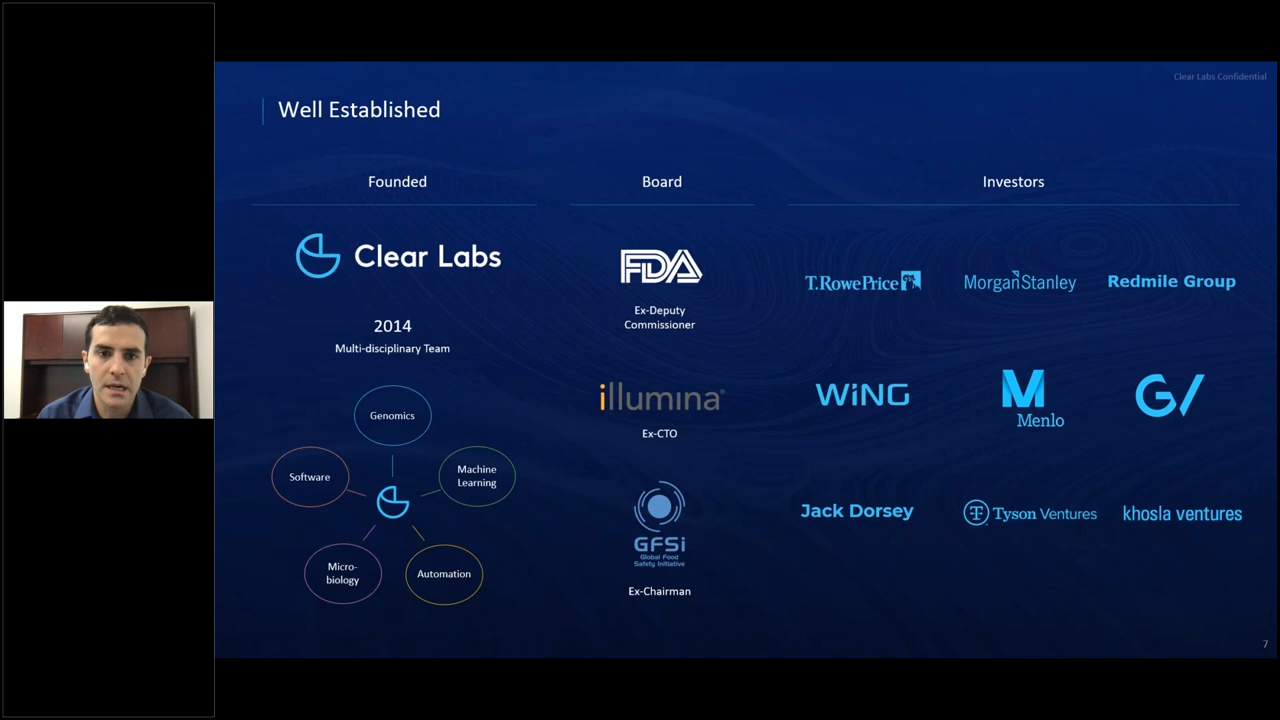 Clear Labs Confidential
Well Established
Founded
Board
Investors
Clear Labs
2014
Multi-disciplinary Team
Genomics
Software
Machine
Learning
Micro-
biology
Automation
FDA
Ex-Deputy
Commissioner
illumina®
Ex-CTO
GFSi
Global Food
Safety Initiative
Ex-Chairman
T.RowePrice
Morgan Stanley
Redmile Group
WiNG
M
Menlo
GV
Jack Dorsey
T Tyson Ventures
khosla ventures
7